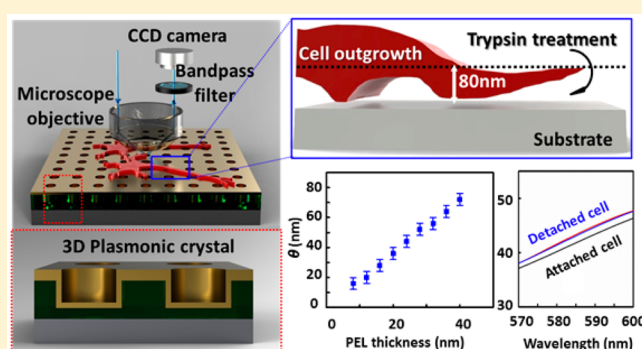 CCD camera
Bandpass
filter
Microscope
objective
3D Plasmonic crystal
Cell outgrowth
Trypsin treatment
80nm
Substrate
θ (nm)
80
60
40
20
0
0 20 40
PEL thickness (nm)
50
40
30
Detached cell
Attached cell
570 580 590 600
Wavelength (nm)